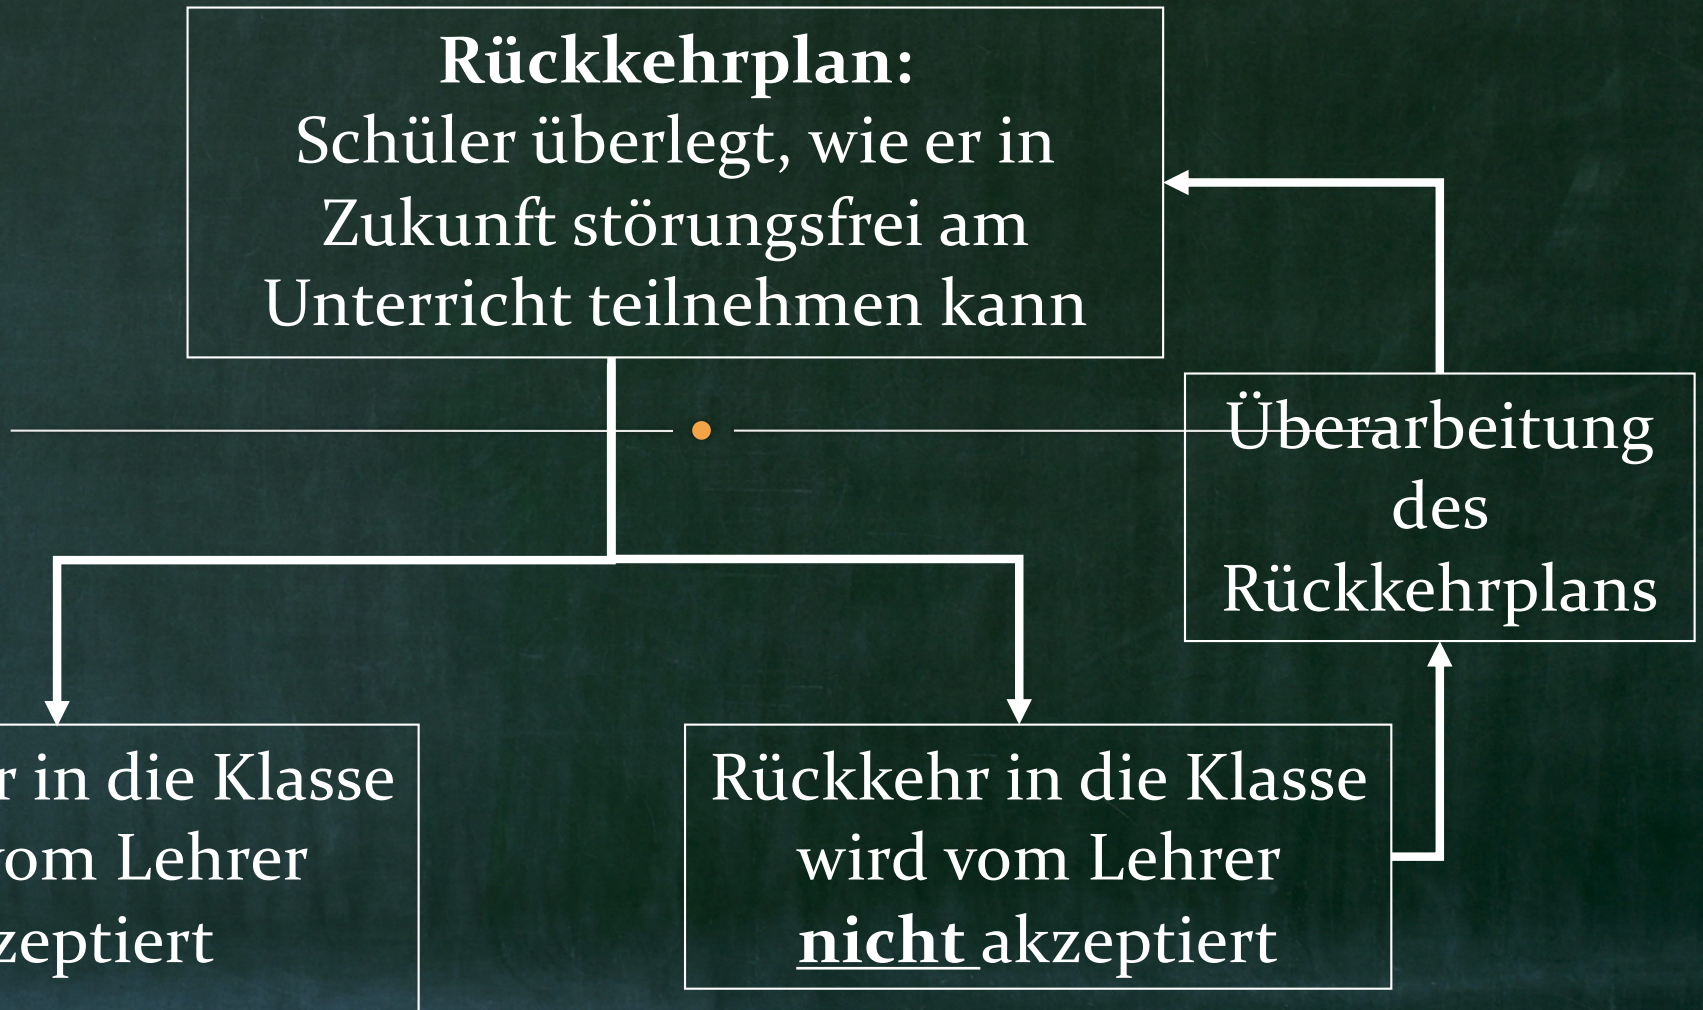 Rückkehrplan:
Schüler überlegt, wie er in
Zukunft störungsfrei am
Unterricht teilnehmen kann
Überarbeitung
des
Rückkehrplans
r in die Klasse
vom Lehrer
zeptiert
Rückkehr in die Klasse
wird vom Lehrer
nicht akzeptiert